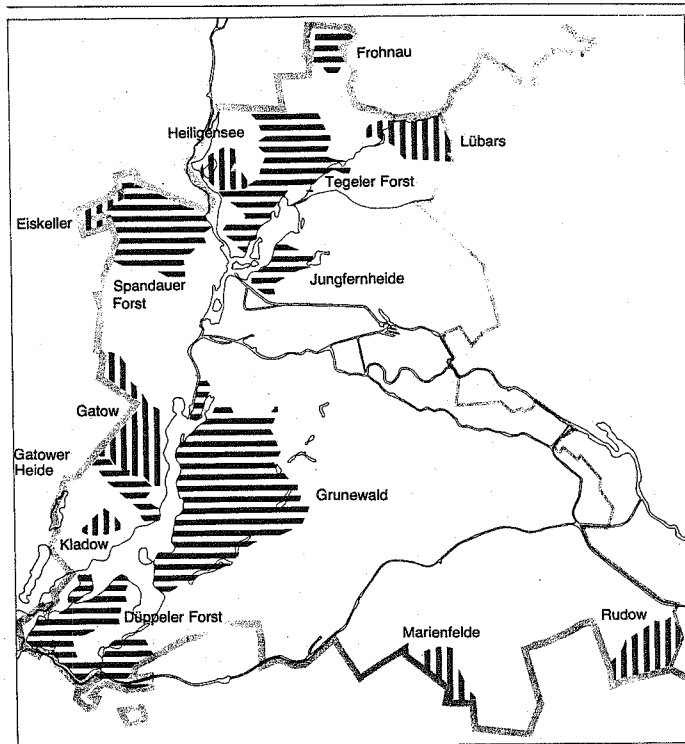 Frohnau
Heiligensee
Lübars
Tegeler Forst
Eiskeller
Jungfernheide
Spandauer
Forst
Gatow
Gatower
Heide
Grunewald
Kladow
Düppeler Forst
Rudow
Marienfelde